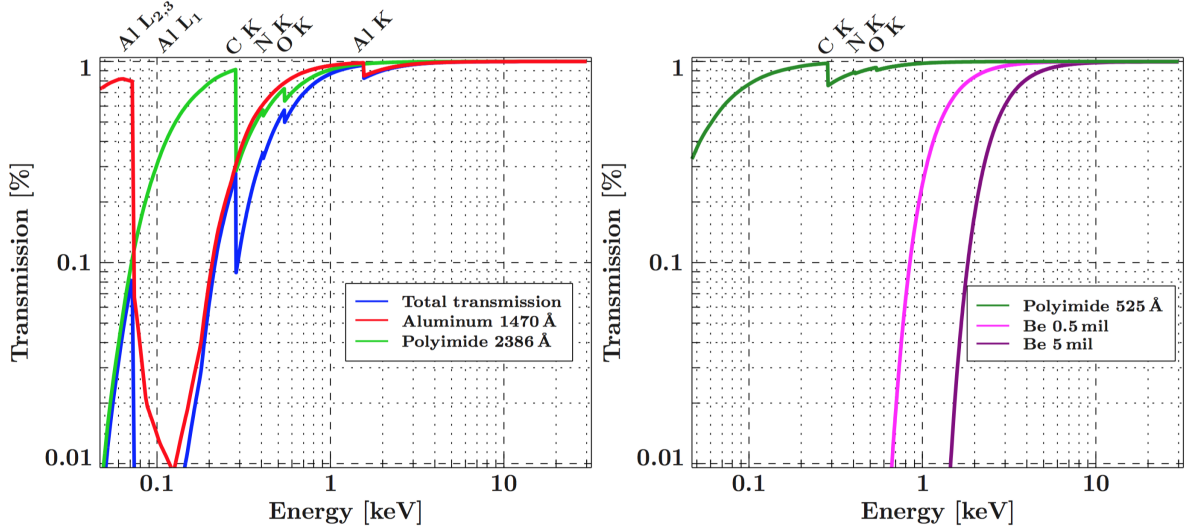 Al L2,3
Al L1
C K
N K
O K
Al K
Transmission [%]
1
0.1
0.01
Total transmission
Aluminum 1470 Å
Polyimide 2386 Å
0.1
1
10
Energy [keV]
C K
N K
O K
Transmission [%]
1
0.1
0.01
Polyimide 525 Å
Be 0.5 mil
Be 5 mil
0.1
1
10
Energy [keV]